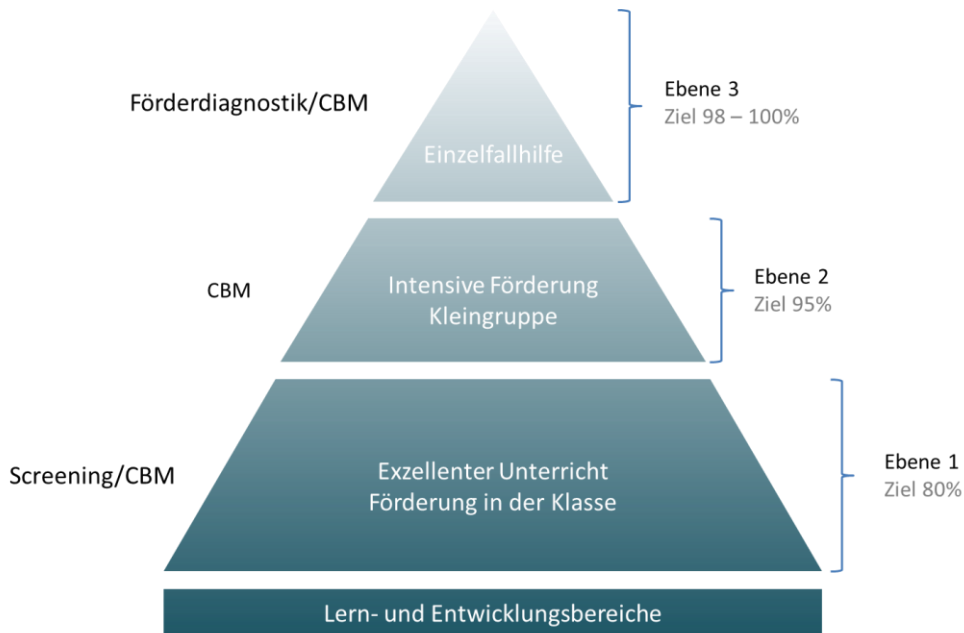 Förderdiagnostik/CBM
Einzelfallhilfe
Ebene 3
Ziel 98 – 100%
CBM
Intensive Förderung
Kleingruppe
Ebene 2
Ziel 95%
Screening/CBM
Exzellenter Unterricht
Förderung in der Klasse
Ebene 1
Ziel 80%
Lern- und Entwicklungsbereiche